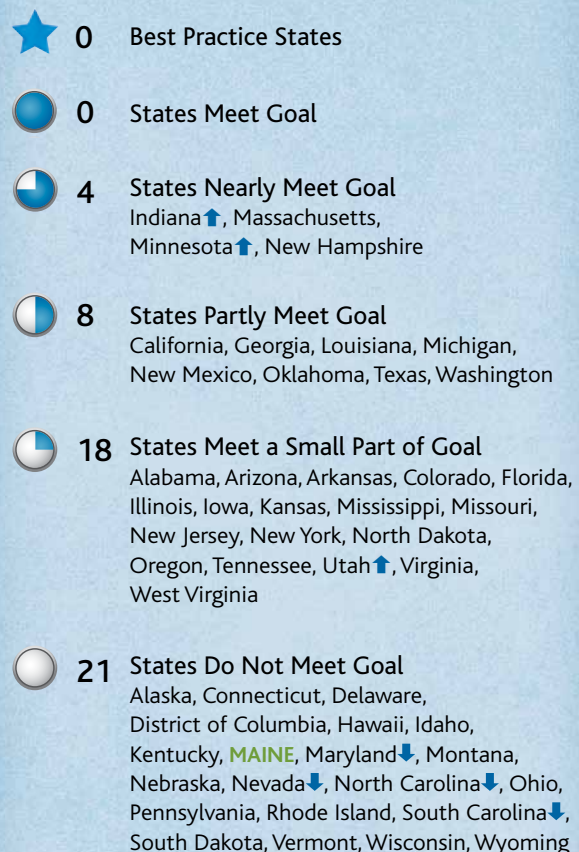 0 Best Practice States
0 States Meet Goal
4 States Nearly Meet Goal
Indiana⬆, Massachusetts,
Minnesota⬆, New Hampshire
8 States Partly Meet Goal
California, Georgia, Louisiana, Michigan,
New Mexico, Oklahoma, Texas, Washington
18 States Meet a Small Part of Goal
Alabama, Arizona, Arkansas, Colorado, Florida,
Illinois, Iowa, Kansas, Mississippi, Missouri,
New Jersey, New York, North Dakota,
Oregon, Tennessee, Utah⬆, Virginia,
West Virginia
21 States Do Not Meet Goal
Alaska, Connecticut, Delaware,
District of Columbia, Hawaii, Idaho,
Kentucky, MAINE, Maryland⬇, Montana,
Nebraska, Nevada⬇, North Carolina⬇, Ohio,
Pennsylvania, Rhode Island, South Carolina⬇,
South Dakota, Vermont, Wisconsin, Wyoming